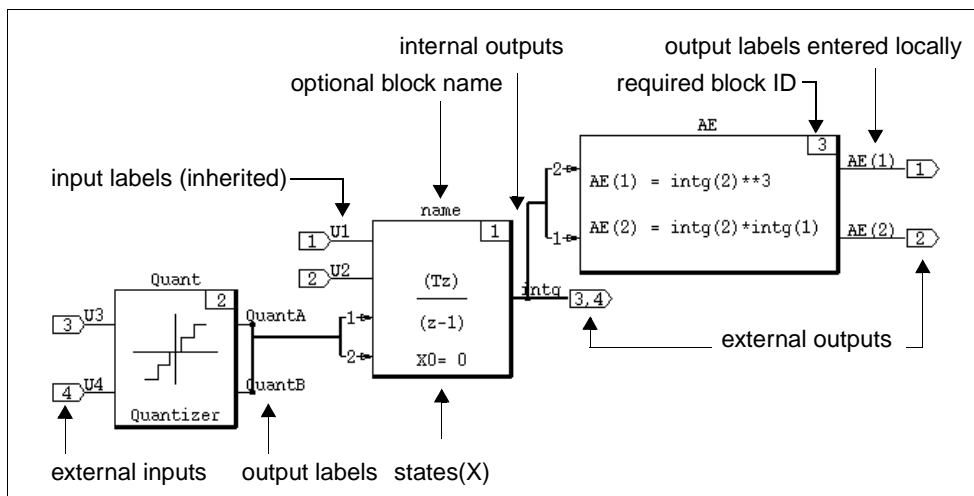 internal outputs
output labels entered locally
optional block name
required block ID
AE
3
AE(1)
1
2
AE(1) = intg(2)**3
input labels (inherited)
name
1
AE(2) = intg(2)*intg(1)
1
AE(2)
2
1
U1
2
U2
(Tz)
(z-1)
X0= 0
intg
3,4
Quant
2
3
U3
QuantA
1
2
external outputs
4
U4
QuantB
Quantizer
external inputs
output labels
states(X)